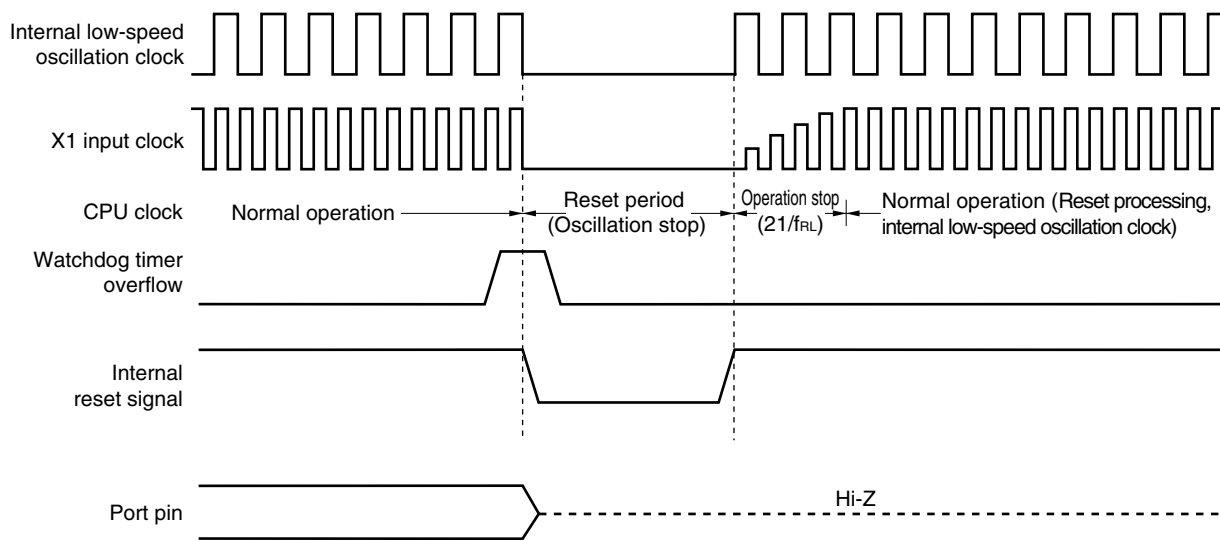 Internal low-speed
oscillation clock
X1 input clock
CPU clock
Normal operation
Reset period
(Oscillation stop)
Operation stop
(21/fRL)
Normal operation (Reset processing,
internal low-speed oscillation clock)
Watchdog timer
overflow
Internal
reset signal
Port pin
Hi-Z